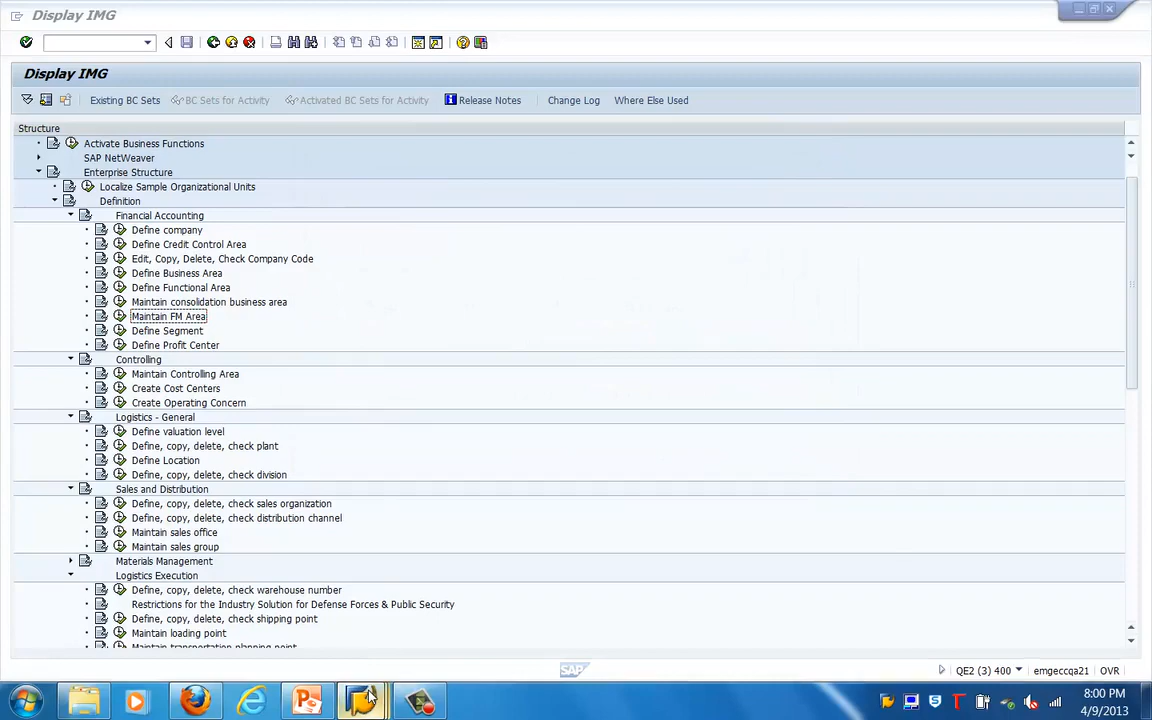 Display IMG
Display IMG
Existing BC Sets BC Sets for Activity Activated BC Sets for Activity Release Notes Change Log Where Else Used
Structure
Activate Business Functions
SAP NetWeaver
Enterprise Structure
Localize Sample Organizational Units
Definition
Financial Accounting
Define company
Define Credit Control Area
Edit, Copy, Delete, Check Company Code
Define Business Area
Define Functional Area
Maintain consolidation business area
Maintain FM Area
Define Segment
Define Profit Center
Controlling
Maintain Controlling Area
Create Cost Centers
Create Operating Concern
Logistics - General
Define valuation level
Define, copy, delete, check plant
Define Location
Define, copy, delete, check division
Sales and Distribution
Define, copy, delete, check sales organization
Define, copy, delete, check distribution channel
Maintain sales office
Maintain sales group
Materials Management
Logistics Execution
Define, copy, delete, check warehouse number
Restrictions for the Industry Solution for Defense Forces & Public Security
Define, copy, delete, check shipping point
Maintain loading point
Maintain transportation planning point
SAP QE2 (3) 400 emgeccqa21 OVR
8:00 PM
4/9/2013